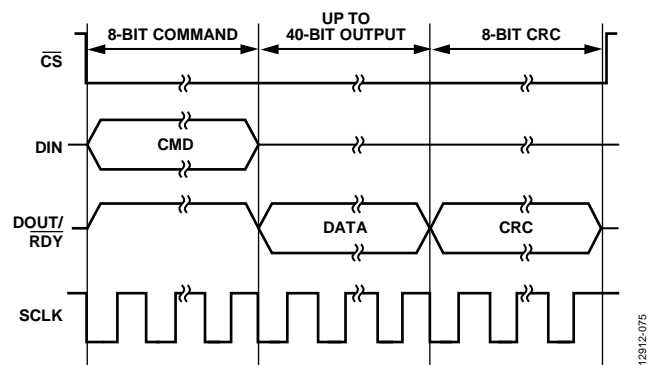 8-BIT COMMAND
UP TO
40-BIT OUTPUT
8-BIT CRC
CS
DIN
CMD
DOUT/
RDY
DATA
CRC
SCLK
12912-075